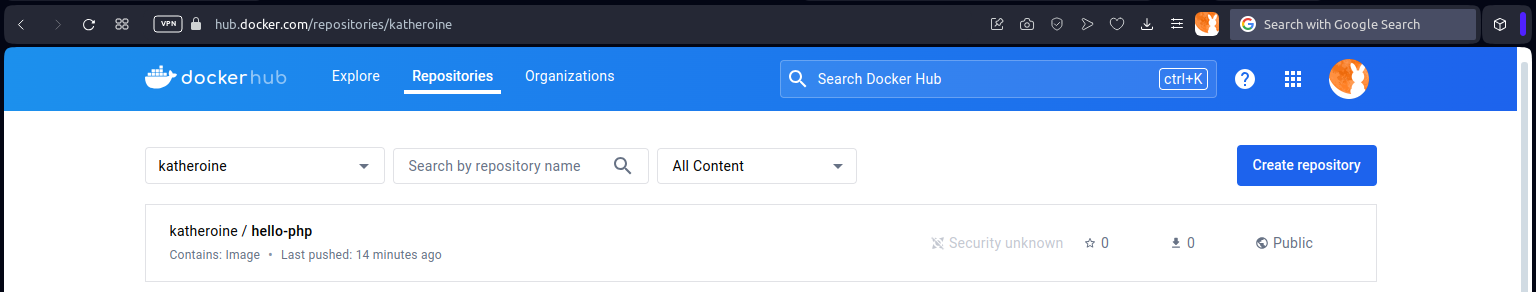 VPN hub.docker.com/repositories/katheroine Search with Google Search
dockerhub Explore Repositories Organizations Search Docker Hub ctrl+K ?
katheroine Search by repository name All Content Create repository
katheroine / hello-php
Security unknown 0 0 Public
Contains: Image • Last pushed: 14 minutes ago